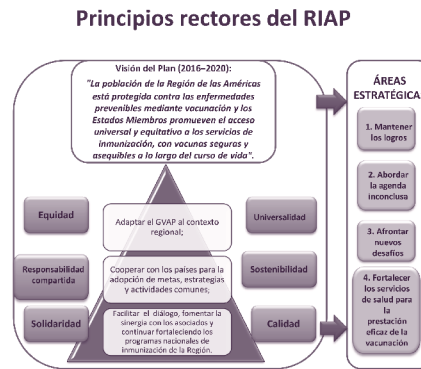 Principios rectores del RIAP
Visión del Plan (2016–2020):
"La población de la Región de las Américas
está protegida contra las enfermedades
prevenibles mediante vacunación y los
Estados Miembros promueven el acceso
universal y equitativo a los servicios de
inmunización, con vacunas seguras y
asequibles a lo largo del curso de vida".
Equidad
Responsabilidad
compartida
Solidaridad
Adaptar el GVAP al contexto
regional;
Cooperar con los países para la
adopción de metas, estrategias
y actividades comunes;
Facilitar el diálogo, fomentar la
sinergia con los asociados y
continuar fortaleciendo los
programas nacionales de
inmunización de la Región.
Universalidad
Sostenibilidad
Calidad
ÁREAS
ESTRATÉGICA
1. Mantener
los logros
2. Abordar
la agenda
inconclusa
3. Afrontar
nuevos
desafíos
4. Fortalecer
los servicios
de salud para
la
prestación
eficaz de la
vacunación